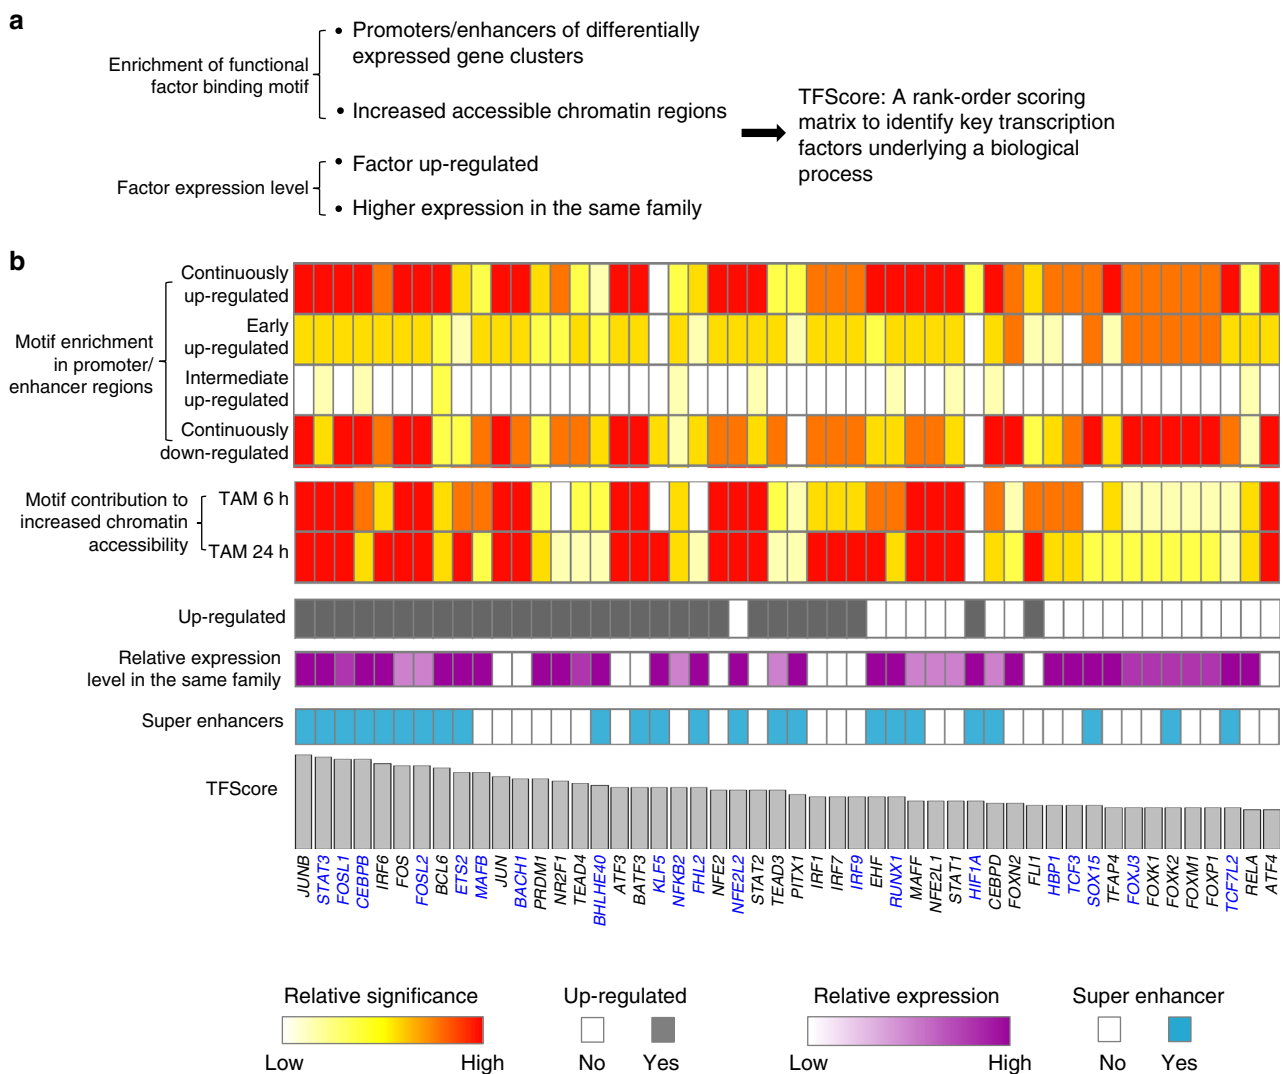 a
Enrichment of functional
factor binding motif
• Promoters/enhancers of differentially
expressed gene clusters
• Increased accessible chromatin regions
Factor expression level
• Factor up-regulated
• Higher expression in the same family
TFScore: A rank-order scoring
matrix to identify key transcription
factors underlying a biological
process
b
Motif enrichment
in promoter/
enhancer regions
Continuously
up-regulated
Early
up-regulated
Intermediate
up-regulated
Continuously
down-regulated
Motif contribution to
increased chromatin
accessibility
TAM 6 h
TAM 24 h
Up-regulated
Relative expression
level in the same family
Super enhancers
TFScore
JUNB
STAT3
FOSL1
CEBPB
IRF6
FOS
FOSL2
BCL6
ETS2
MAFB
JUN
BACH1
PRDM1
NR2F1
TEAD4
BHLHE40
ATF3
BATF3
KLF5
NFKB2
FHL2
NFE2
NFE2L2
STAT2
TEAD3
PITX1
IRF1
IRF7
IRF9
EHF
RUNX1
MAFF
NFE2L1
STAT1
HIF1A
CEBPD
FOXN2
FLI1
HBP1
TCF3
SOX15
TFAP4
FOXJ3
FOXK1
FOXK2
FOXM1
FOXP1
TCF7L2
RELA
ATF4
Relative significance
Low High
Up-regulated
No Yes
Relative expression
Low High
Super enhancer
No Yes